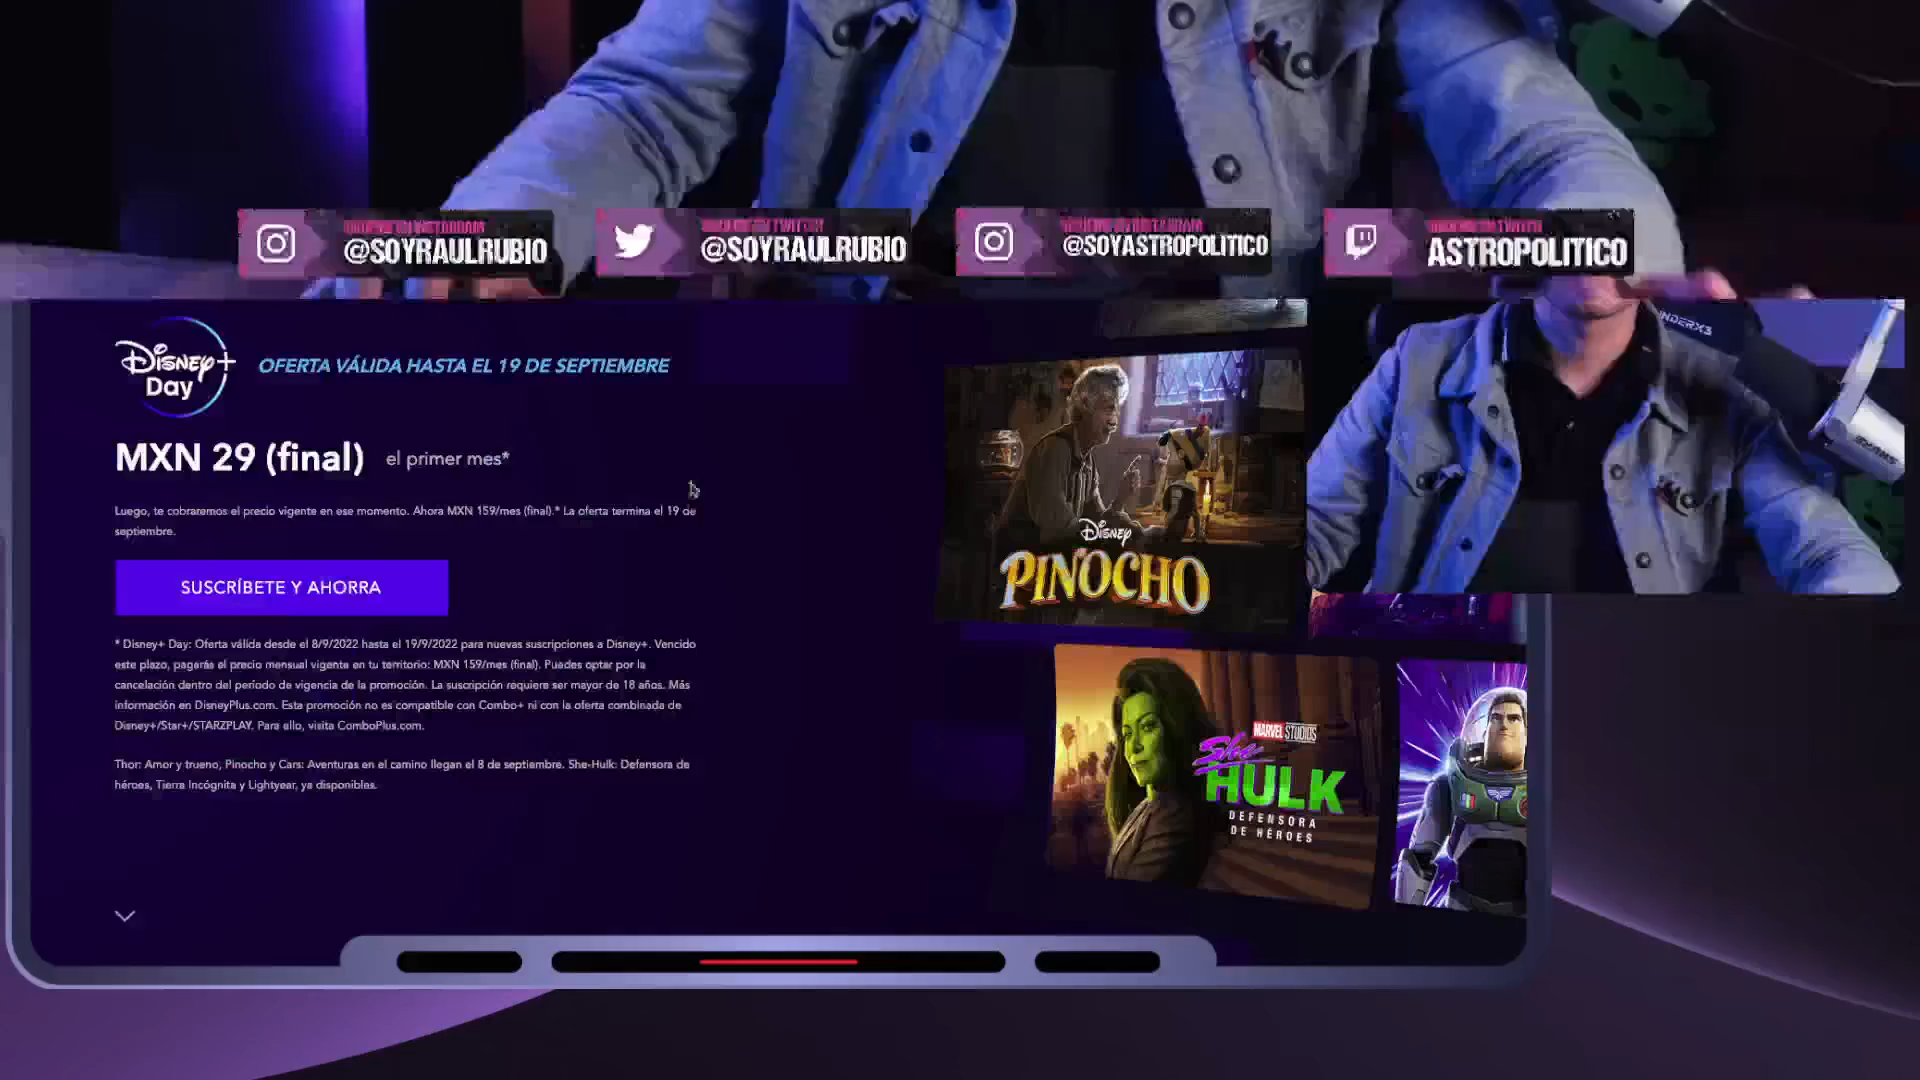 @SOYRAULRUBIO
@SOYRAULRUBIO
@SOYASTROPOLITICO
ASTROPOLITICO
NDERX3
Disney+
Day
OFERTA VÁLIDA HASTA EL 19 DE SEPTIEMBRE
MXN 29 (final) el primer mes*
Luego, te cobraremos el precio vigente en ese momento. Ahora MXN 159/mes (final).* La oferta termina el 19 de
septiembre.
SUSCRÍBETE Y AHORRA
* Disney+ Day: Oferta válida desde el 8/9/2022 hasta el 19/9/2022 para nuevas suscripciones a Disney+. Vencido
este plazo, pagarás el precio mensual vigente en tu territorio: MXN 159/mes (final). Puedes optar por la
cancelación dentro del período de vigencia de la promoción. La suscripción requiere ser mayor de 18 años. Más
información en DisneyPlus.com. Esta promoción no es compatible con Combo+ ni con la oferta combinada de
Disney+/Star+/STARZPLAY. Para ello, visita ComboPlus.com.
Thor: Amor y trueno, Pinocho y Cars: Aventuras en el camino llegan el 8 de septiembre. She-Hulk: Defensora de
héroes, Tierra Incógnita y Lightyear, ya disponibles.
Disney
PINOCHO
MARVEL STUDIOS
She
HULK
DEFENSORA
DE HÉROES